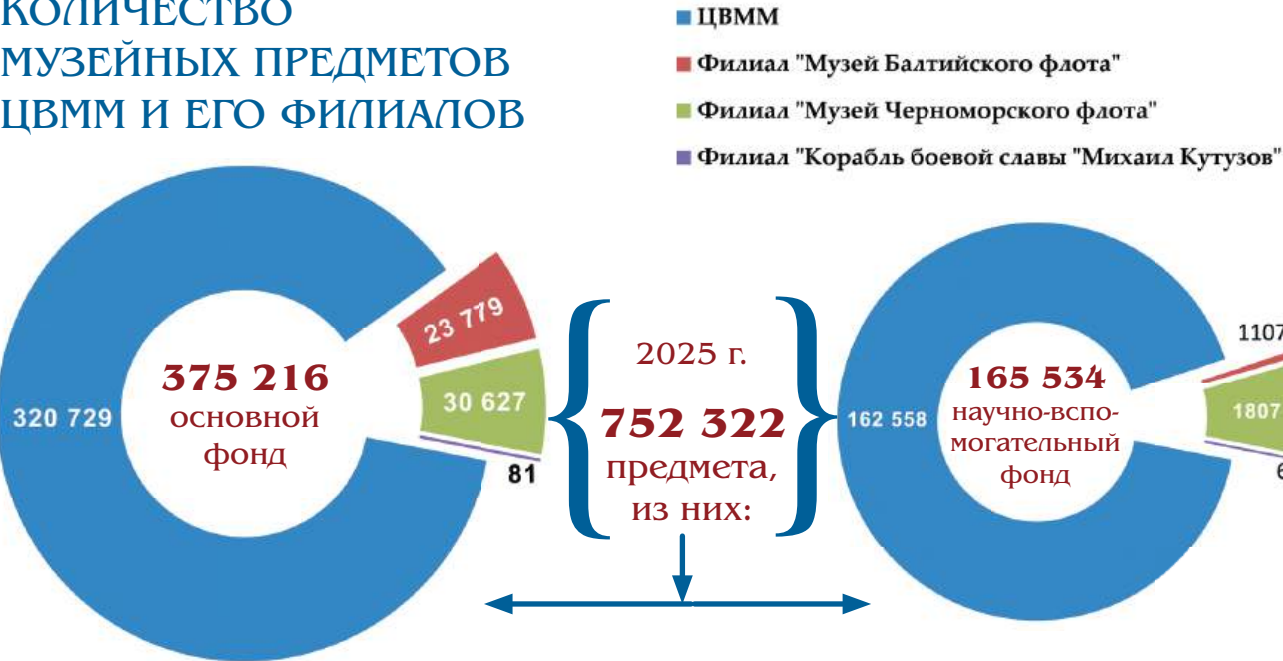 КОЛИЧЕСТВО
МУЗЕЙНЫХ ПРЕДМЕТОВ
ЦВММ И ЕГО ФИЛИАЛОВ
ЦВММ
Филиал "Музей Балтийского флота"
Филиал "Музей Черноморского флота"
Филиал "Корабль боевой славы "Михаил Кутузов"
320 729
375 216
основной
фонд
23 779
30 627
81
2025 г.
752 322
предмета,
из них:
162 558
165 534
научно-вспо-
могательный
фонд
1107
1807